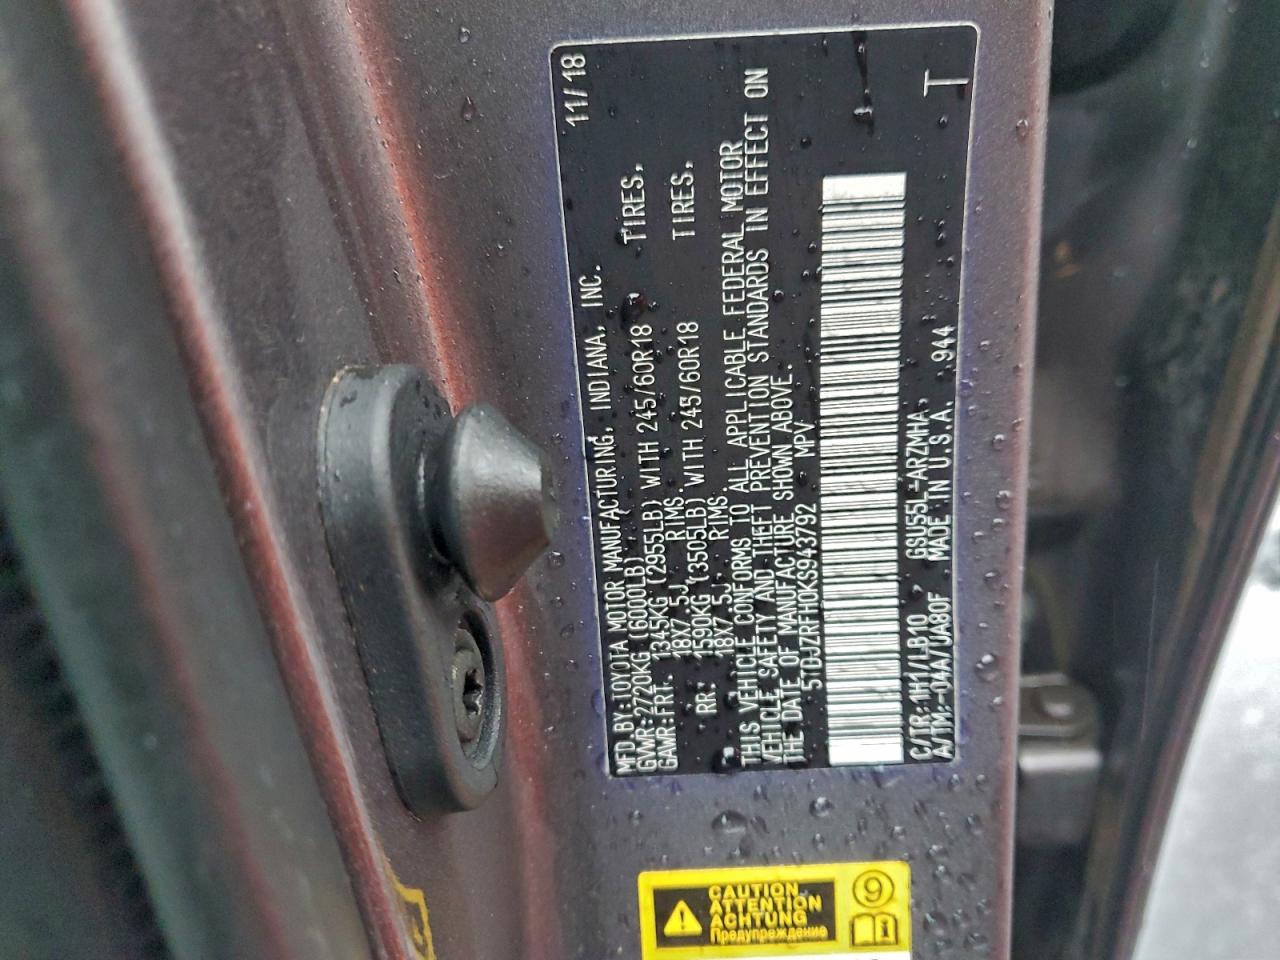 MFD.BY:TOYOTA MOTOR MANUFACTURING, INDIANA, INC. 11/18
GVWR:2720KG (6000LB)
GAWR:FRT. 1345KG (2955LB) WITH 245/60R18 TIRES,
18X7.5J RIMS.
RR. 1590KG (3505LB) WITH 245/60R18 TIRES.
18X7.5J RIMS.
THIS VEHICLE CONFORMS TO ALL APPLICABLE FEDERAL MOTOR
VEHICLE SAFETY AND THEFT PREVENTION STANDARDS IN EFFECT ON
THE DATE OF MANUFACTURE SHOWN ABOVE.
5TDJZRFH0KS943792 MPV
T
C/TR:1H1/LB10 GSU55L-ARZMHA
A/TM:-04A/UA80F MADE IN U.S.A. 944
CAUTION
ATTENTION
ACHTUNG
Предупреждение
9